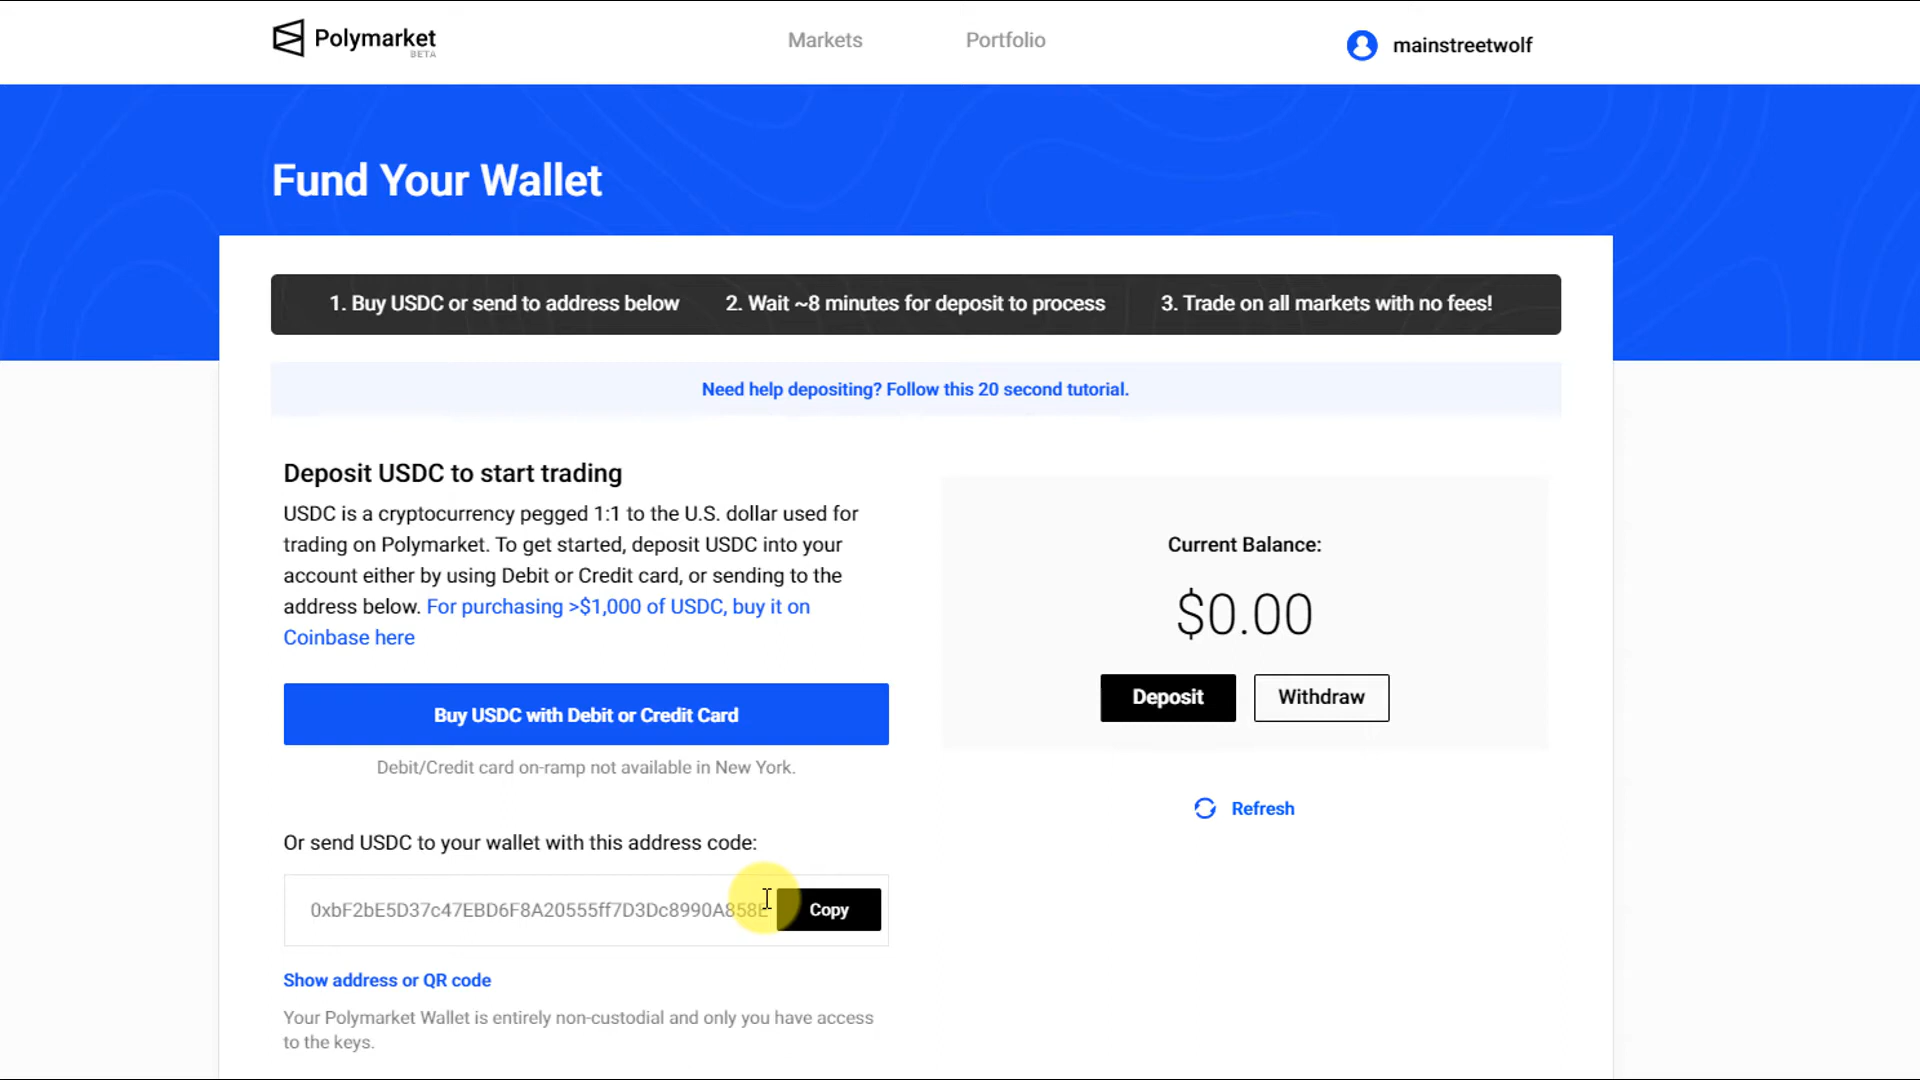 Polymarket
BETA
Markets
Portfolio
mainstreetwolf
Fund Your Wallet
1. Buy USDC or send to address below
2. Wait ~8 minutes for deposit to process
3. Trade on all markets with no fees!
Need help depositing? Follow this 20 second tutorial.
Deposit USDC to start trading
USDC is a cryptocurrency pegged 1:1 to the U.S. dollar used for
trading on Polymarket. To get started, deposit USDC into your
account either by using Debit or Credit card, or sending to the
address below. For purchasing >$1,000 of USDC, buy it on
Coinbase here
Buy USDC with Debit or Credit Card
Debit/Credit card on-ramp not available in New York.
Or send USDC to your wallet with this address code:
0xbF2bE5D37c47EBD6F8A20555ff7D3Dc8990A858E
Copy
Show address or QR code
Your Polymarket Wallet is entirely non-custodial and only you have access
to the keys.
Current Balance:
$0.00
Deposit
Withdraw
Refresh